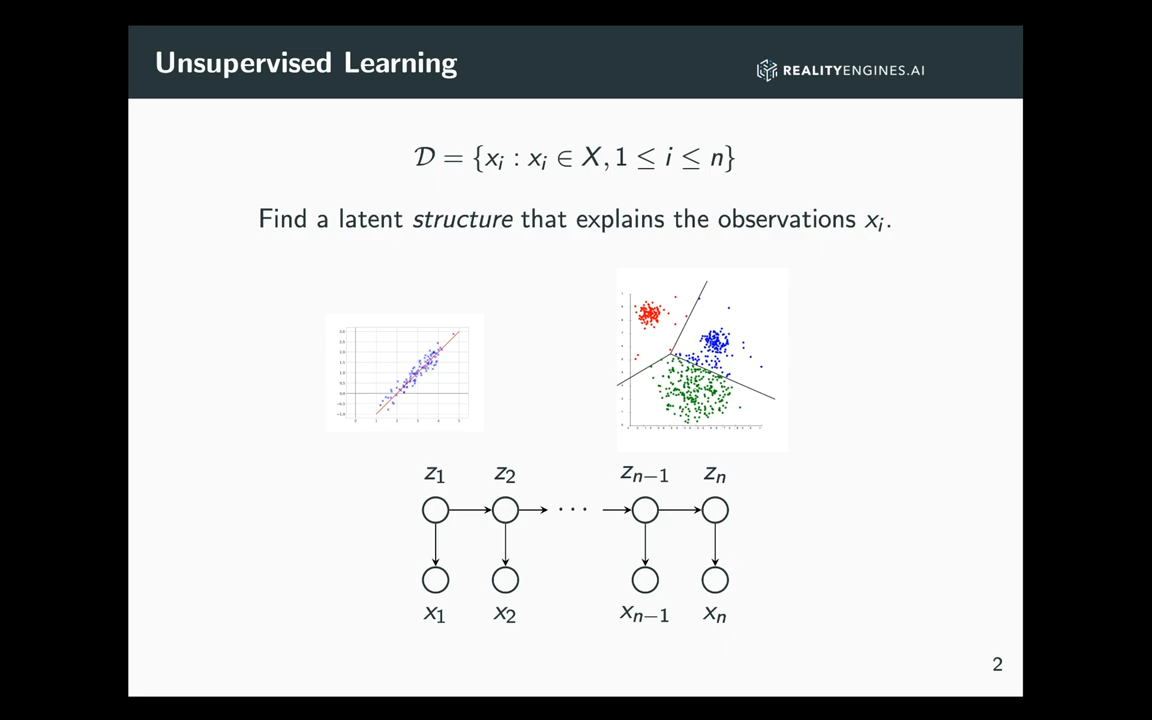 Unsupervised Learning
REALITYENGINES.AI
𝒟 = {xᵢ : xᵢ ∈ X, 1 ≤ i ≤ n}
Find a latent structure that explains the observations xᵢ.
z₁ z₂ zₙ₋₁ zₙ
· · ·
x₁ x₂ xₙ₋₁ xₙ
2